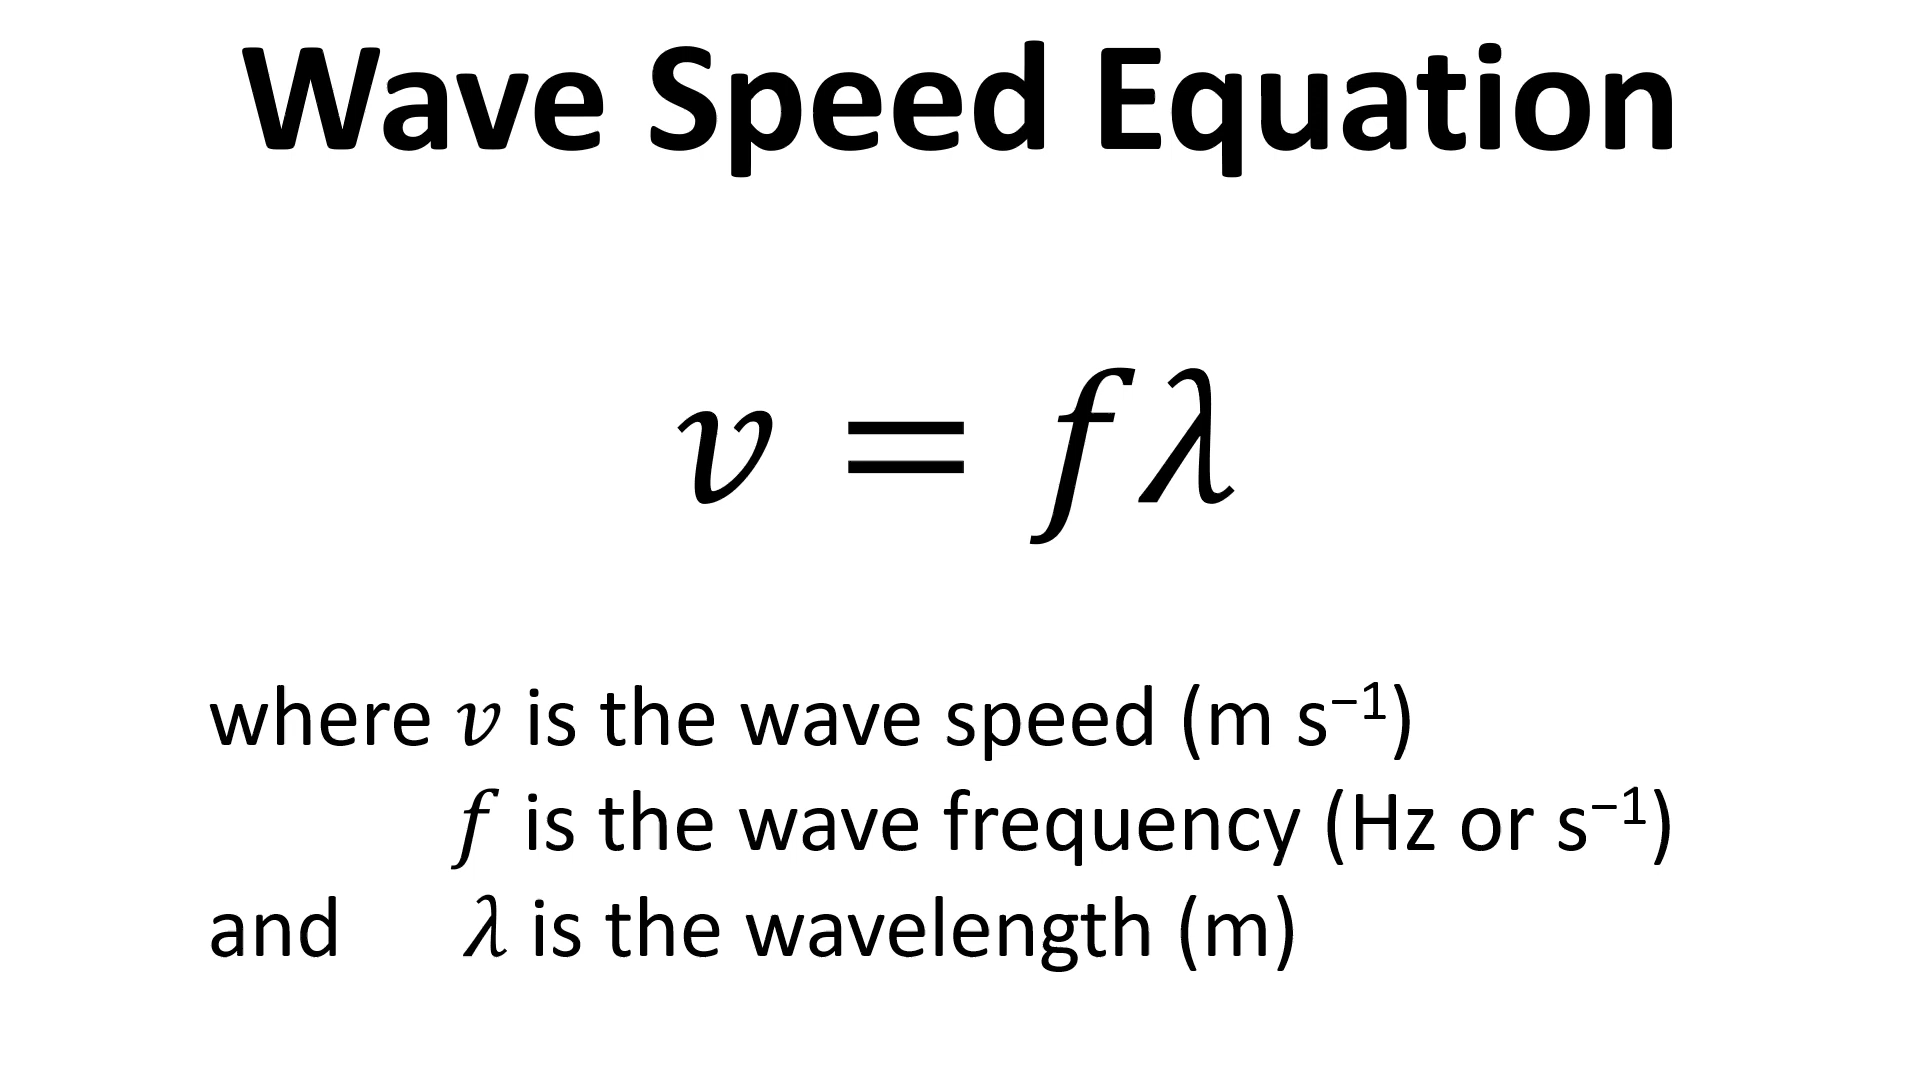 Wave Speed Equation
v = fλ
where v is the wave speed (m s⁻¹)
f is the wave frequency (Hz or s⁻¹)
and λ is the wavelength (m)